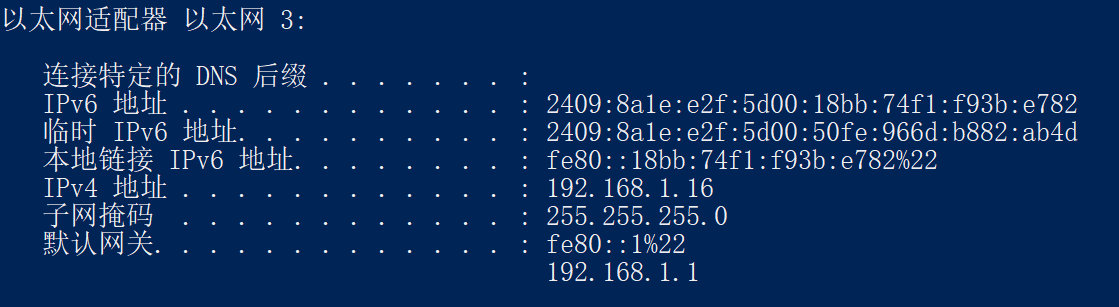 以太网适配器 以太网 3:
连接特定的 DNS 后缀 . . . . . . . :
IPv6 地址 . . . . . . . . . . . . : 2409:8a1e:e2f:5d00:18bb:74f1:f93b:e782
临时 IPv6 地址. . . . . . . . . . : 2409:8a1e:e2f:5d00:50fe:966d:b882:ab4d
本地链接 IPv6 地址. . . . . . . . : fe80::18bb:74f1:f93b:e782%22
IPv4 地址 . . . . . . . . . . . . : 192.168.1.16
子网掩码  . . . . . . . . . . . . : 255.255.255.0
默认网关. . . . . . . . . . . . . : fe80::1%22
192.168.1.1